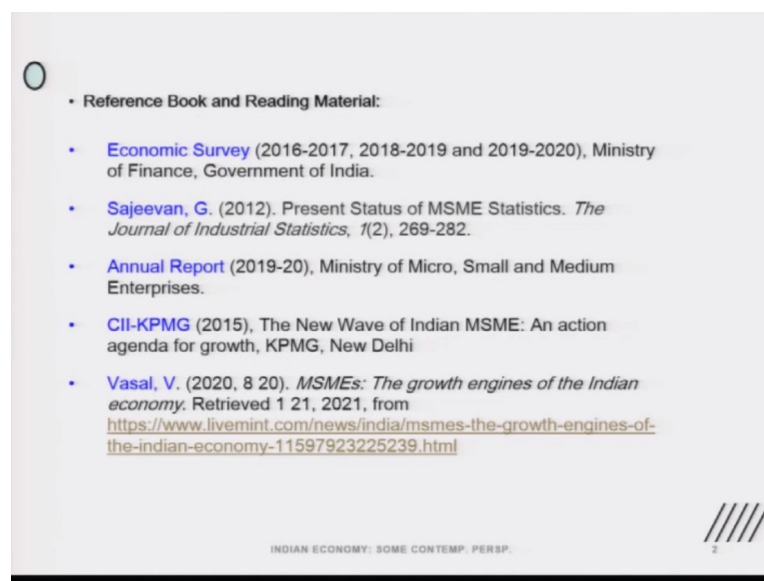 • Reference Book and Reading Material:
• Economic Survey (2016-2017, 2018-2019 and 2019-2020), Ministry
of Finance, Government of India.
• Sajeevan, G. (2012). Present Status of MSME Statistics. The
Journal of Industrial Statistics, 1(2), 269-282.
• Annual Report (2019-20), Ministry of Micro, Small and Medium
Enterprises.
• CII-KPMG (2015), The New Wave of Indian MSME: An action
agenda for growth, KPMG, New Delhi
• Vasal, V. (2020, 8 20). MSMEs: The growth engines of the Indian
economy. Retrieved 1 21, 2021, from
https://www.livemint.com/news/india/msmes-the-growth-engines-of-
the-indian-economy-11597923225239.html
INDIAN ECONOMY: SOME CONTEMP. PERSP.
2